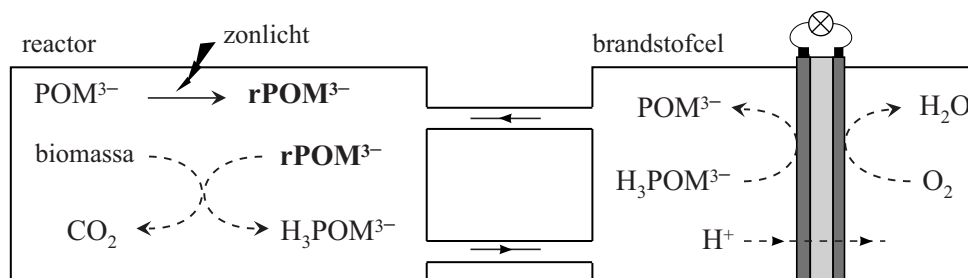 reactor
zonlicht
POM³⁻
rPOM³⁻
biomassa
rPOM³⁻
CO₂
H₃POM³⁻
brandstofcel
POM³⁻
H₂O
H₃POM³⁻
O₂
H⁺